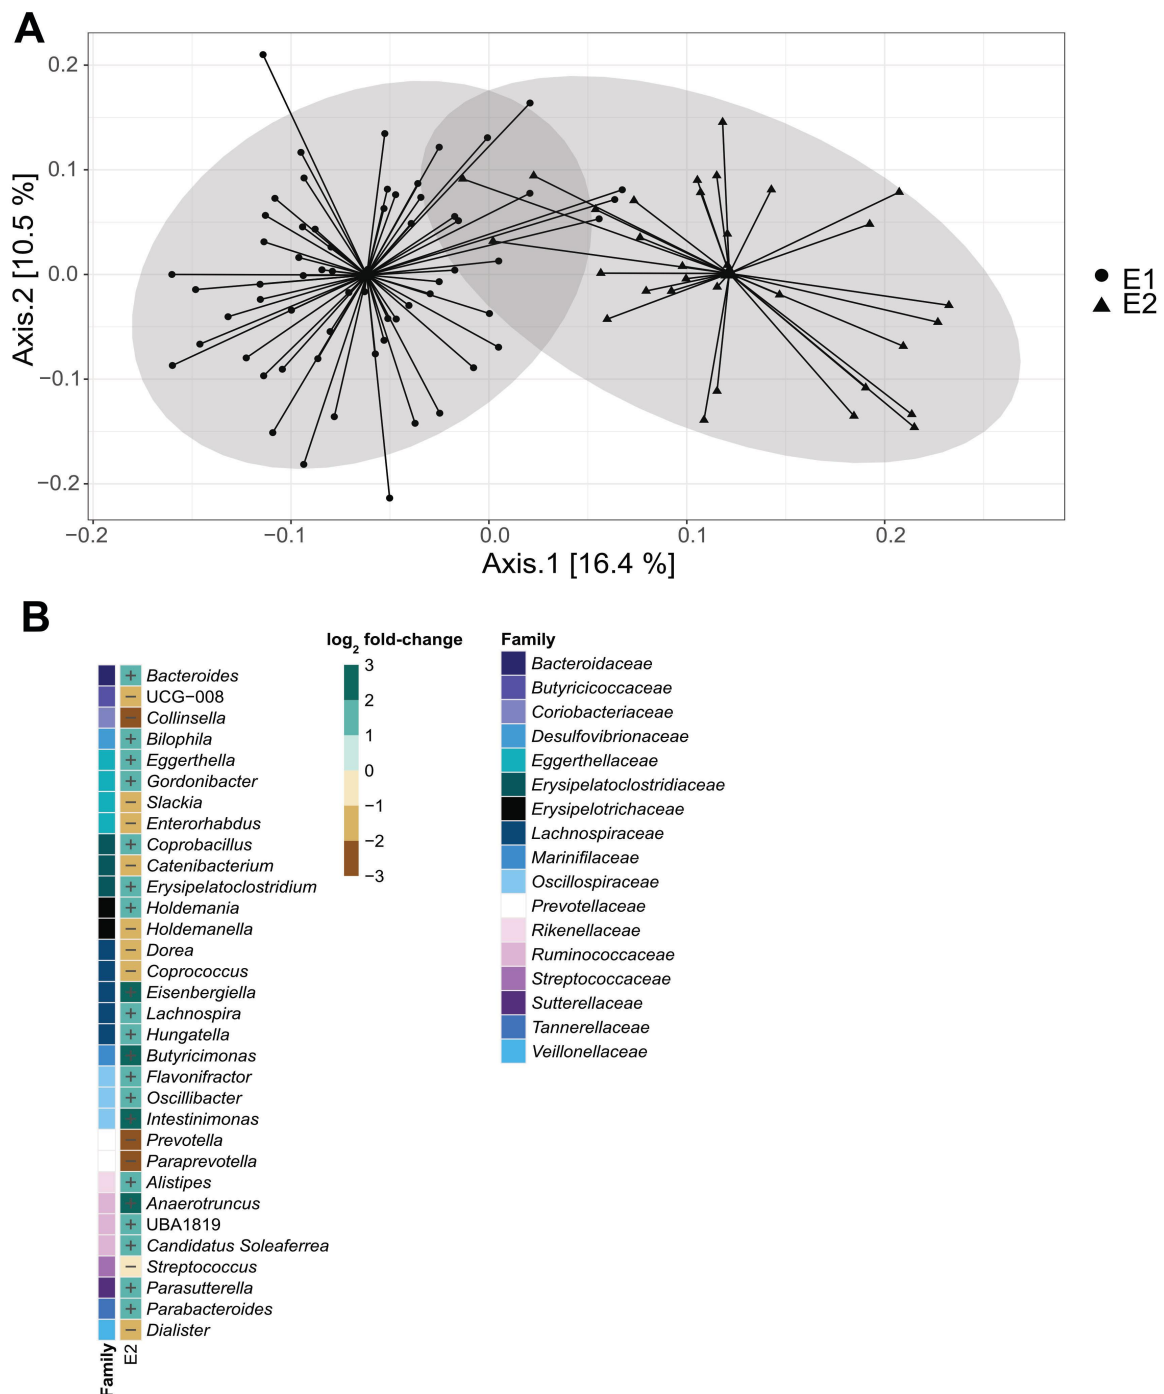 A
0.2
0.1
0.0
−0.1
−0.2
Axis.2 [10.5 %]
−0.2
−0.1
0.0
0.1
0.2
Axis.1 [16.4 %]
E1
E2
B
log2 fold-change
3
2
1
0
−1
−2
−3
Family
Bacteroidaceae
Butyricicoccaceae
Coriobacteriaceae
Desulfovibrionaceae
Eggerthellaceae
Erysipelatoclostridiaceae
Erysipelotrichaceae
Lachnospiraceae
Marinifilaceae
Oscillospiraceae
Prevotellaceae
Rikenellaceae
Ruminococcaceae
Streptococcaceae
Sutterellaceae
Tannerellaceae
Veillonellaceae
+ Bacteroides
− UCG−008
− Collinsella
+ Bilophila
+ Eggerthella
+ Gordonibacter
− Slackia
− Enterorhabdus
+ Coprobacillus
− Catenibacterium
+ Erysipelatoclostridium
+ Holdemania
− Holdemanella
− Dorea
− Coprococcus
+ Eisenbergiella
+ Lachnospira
+ Hungatella
+ Butyricimonas
+ Flavonifractor
+ Oscillibacter
+ Intestinimonas
− Prevotella
− Paraprevotella
+ Alistipes
+ Anaerotruncus
+ UBA1819
+ Candidatus Soleaferrea
− Streptococcus
+ Parasutterella
+ Parabacteroides
− Dialister
Family
E2